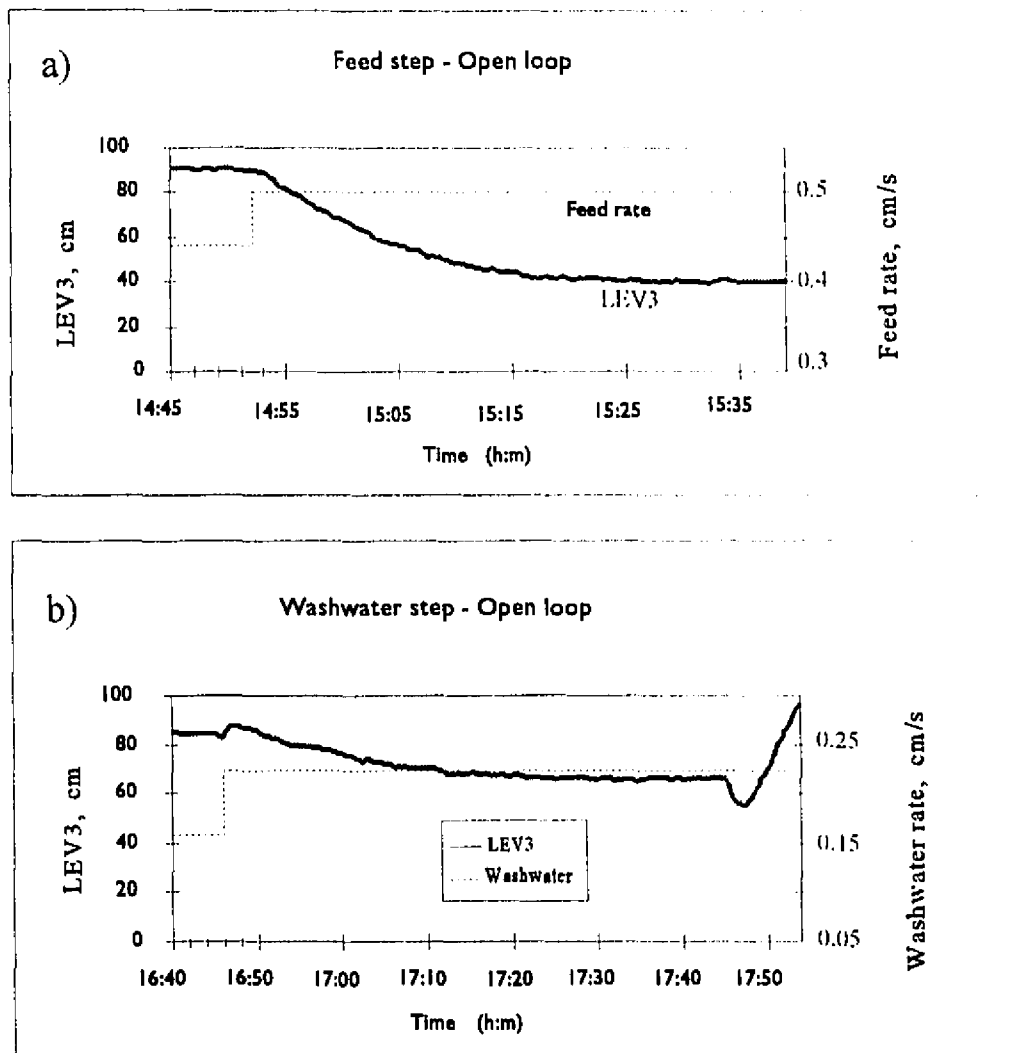 a)
Feed step - Open loop
100
80
60
40
20
0
LEV3, cm
Feed rate
LEV3
0.5
0.4
0.3
Feed rate, cm/s
14:45 14:55 15:05 15:15 15:25 15:35
Time (h:m)
b)
Washwater step - Open loop
100
80
60
40
20
0
LEV3, cm
LEV3
Washwater
0.25
0.15
0.05
Washwater rate, cm/s
16:40 16:50 17:00 17:10 17:20 17:30 17:40 17:50
Time (h:m)